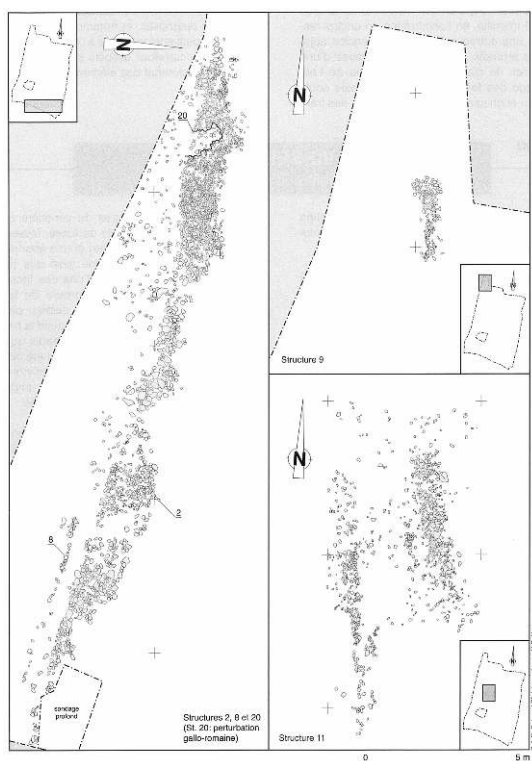 N
20
2
8
sondage
profond
Structures 2, 8 et 20
(St. 20: perturbation
gallo-romaine)
N
Structure 9
N
Structure 11
0 5 m